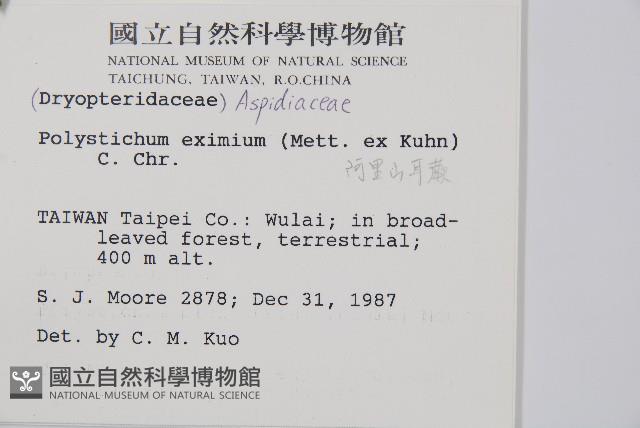 國立自然科學博物館
NATIONAL MUSEUM OF NATURAL SCIENCE
TAICHUNG, TAIWAN, R.O.CHINA
(Dryopteridaceae) Aspidiaceae
Polystichum eximium (Mett. ex Kuhn)
C. Chr.
阿里山耳蕨
TAIWAN Taipei Co.: Wulai; in broad-
leaved forest, terrestrial;
400 m alt.
S. J. Moore 2878; Dec 31, 1987
Det. by C. M. Kuo
國立自然科學博物館
NATIONAL MUSEUM OF NATURAL SCIENCE